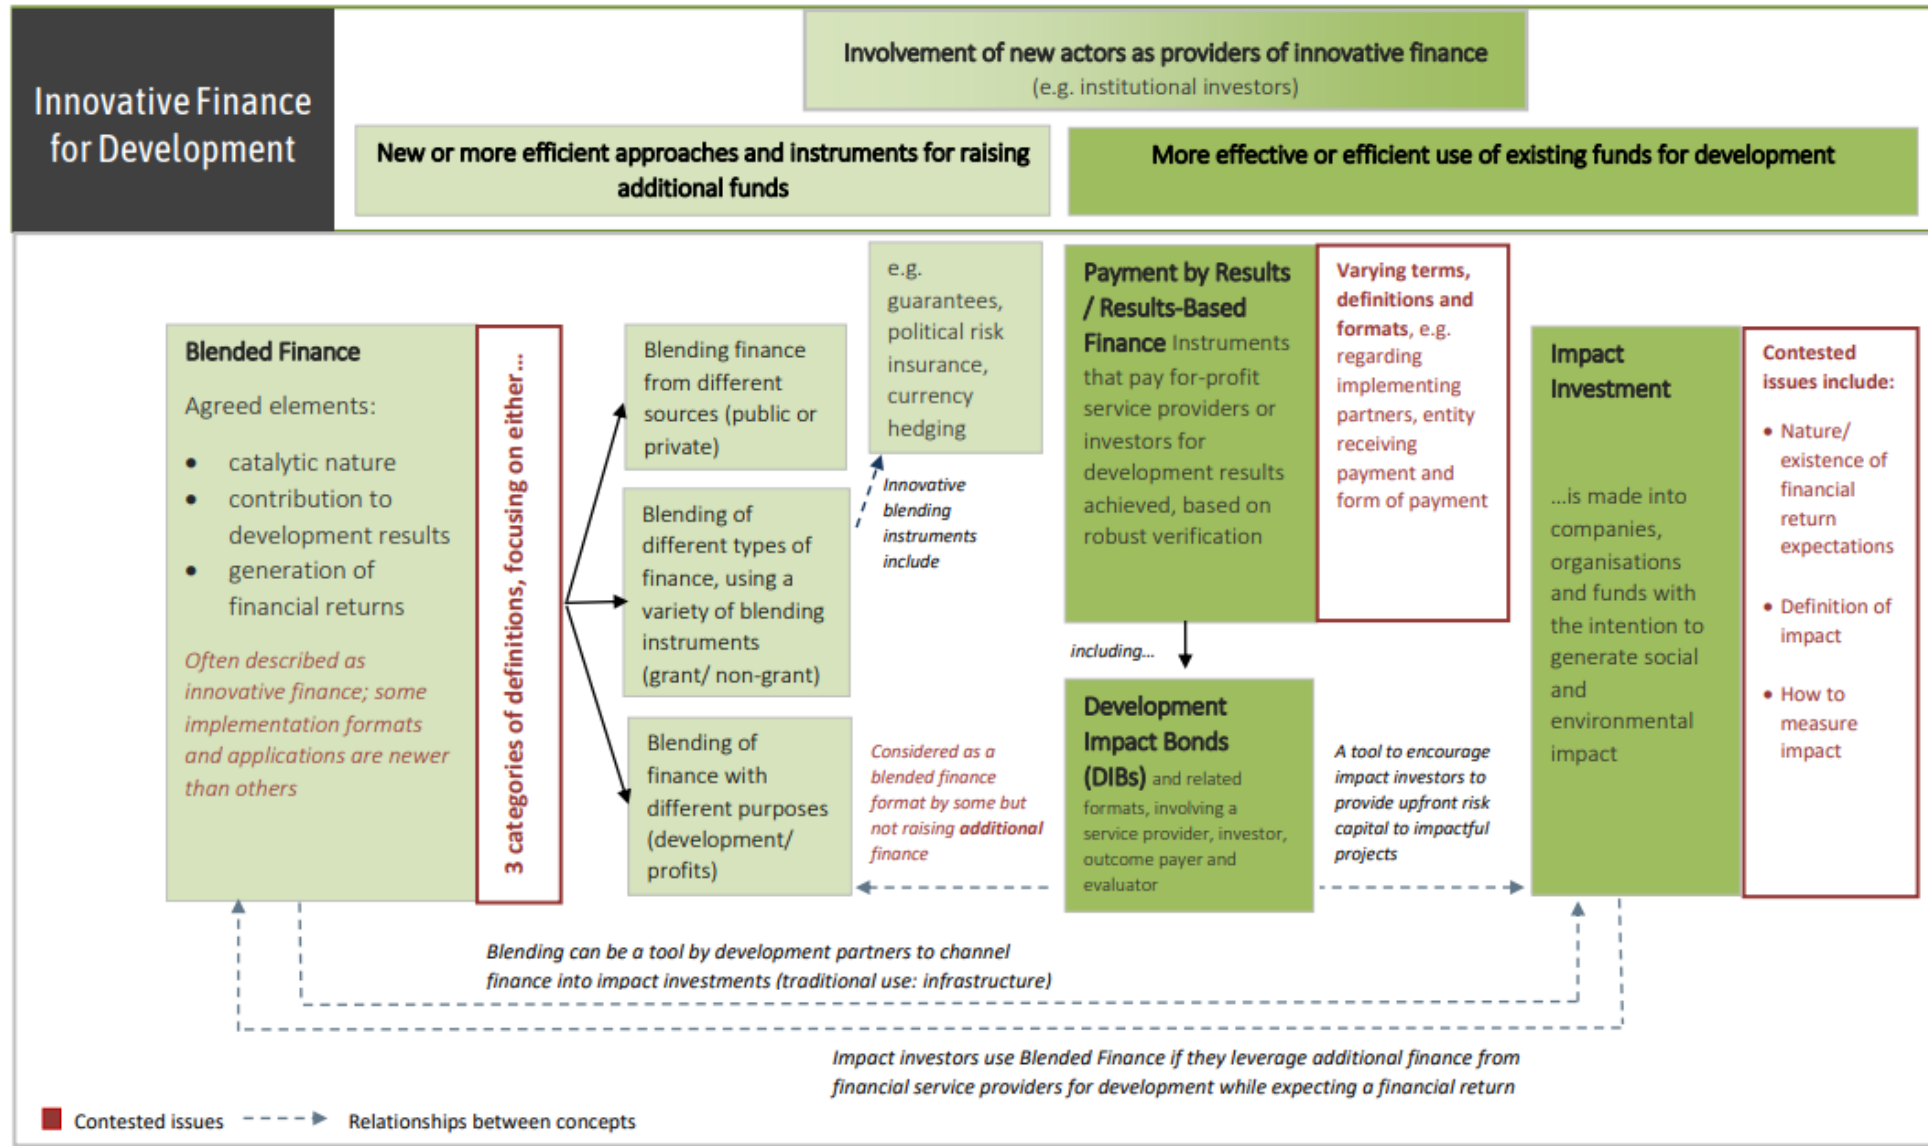 Innovative Finance
for Development
Involvement of new actors as providers of innovative finance
(e.g. institutional investors)
New or more efficient approaches and instruments for raising
additional funds
More effective or efficient use of existing funds for development
Blended Finance
Agreed elements:
• catalytic nature
• contribution to
development results
• generation of
financial returns
Often described as
innovative finance; some
implementation formats
and applications are newer
than others
3 categories of definitions, focusing on either...
Blending finance
from different
sources (public or
private)
Blending of
different types of
finance, using a
variety of blending
instruments
(grant/ non-grant)
Blending of
finance with
different purposes
(development/
profits)
e.g.
guarantees,
political risk
insurance,
currency
hedging
Innovative
blending
instruments
include
Considered as a
blended finance
format by some but
not raising additional
finance
Payment by Results
/ Results-Based
Finance Instruments
that pay for-profit
service providers or
investors for
development results
achieved, based on
robust verification
Varying terms,
definitions and
formats, e.g.
regarding
implementing
partners, entity
receiving
payment and
form of payment
including...
Development
Impact Bonds
(DIBs) and related
formats, involving a
service provider, investor,
outcome payer and
evaluator
A tool to encourage
impact investors to
provide upfront risk
capital to impactful
projects
Impact
Investment
...is made into
companies,
organisations
and funds with
the intention to
generate social
and
environmental
impact
Contested
issues include:
• Nature/
existence of
financial
return
expectations
• Definition of
impact
• How to
measure
impact
Blending can be a tool by development partners to channel
finance into impact investments (traditional use: infrastructure)
Impact investors use Blended Finance if they leverage additional finance from
financial service providers for development while expecting a financial return
Contested issues
Relationships between concepts